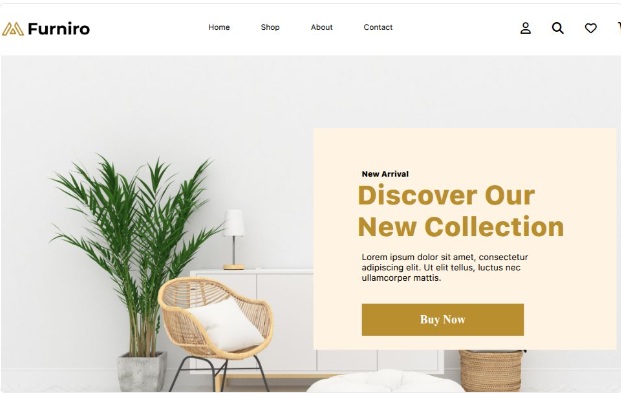 Furniro
Home Shop About Contact
New Arrival
Discover Our
New Collection
Lorem ipsum dolor sit amet, consectetur
adipiscing elit. Ut elit tellus, luctus nec
ullamcorper mattis.
Buy Now